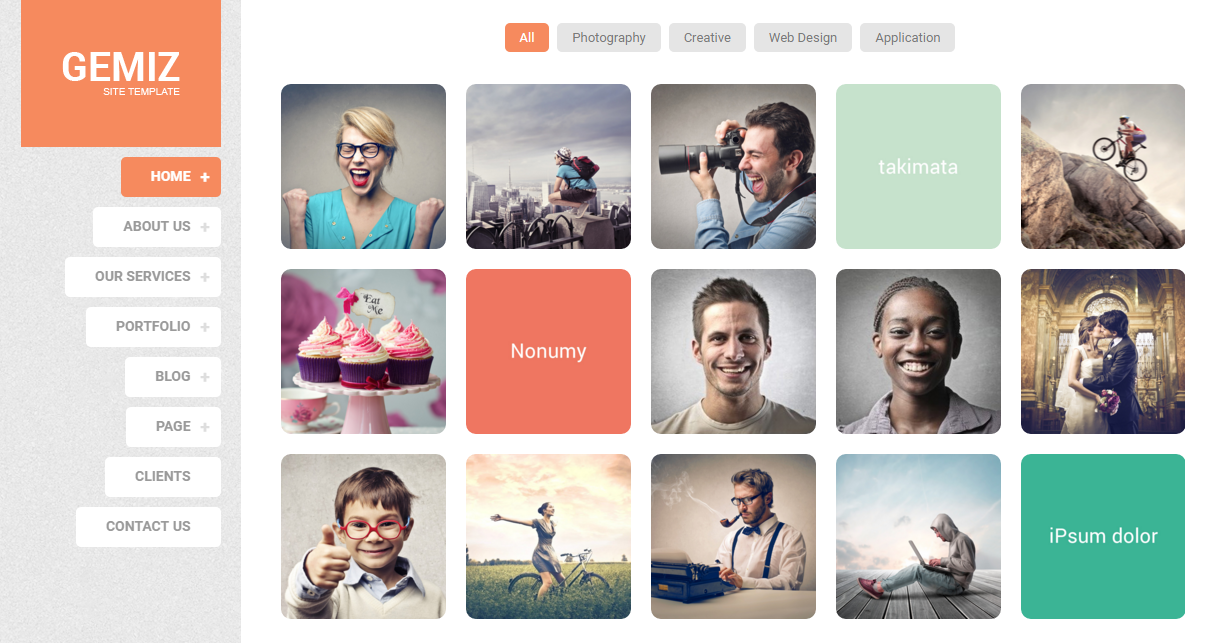 GEMIZ
SITE TEMPLATE
HOME +
ABOUT US +
OUR SERVICES +
PORTFOLIO +
BLOG +
PAGE +
CLIENTS
CONTACT US
All
Photography
Creative
Web Design
Application
takimata
Eat
Me
Nonumy
iPsum dolor